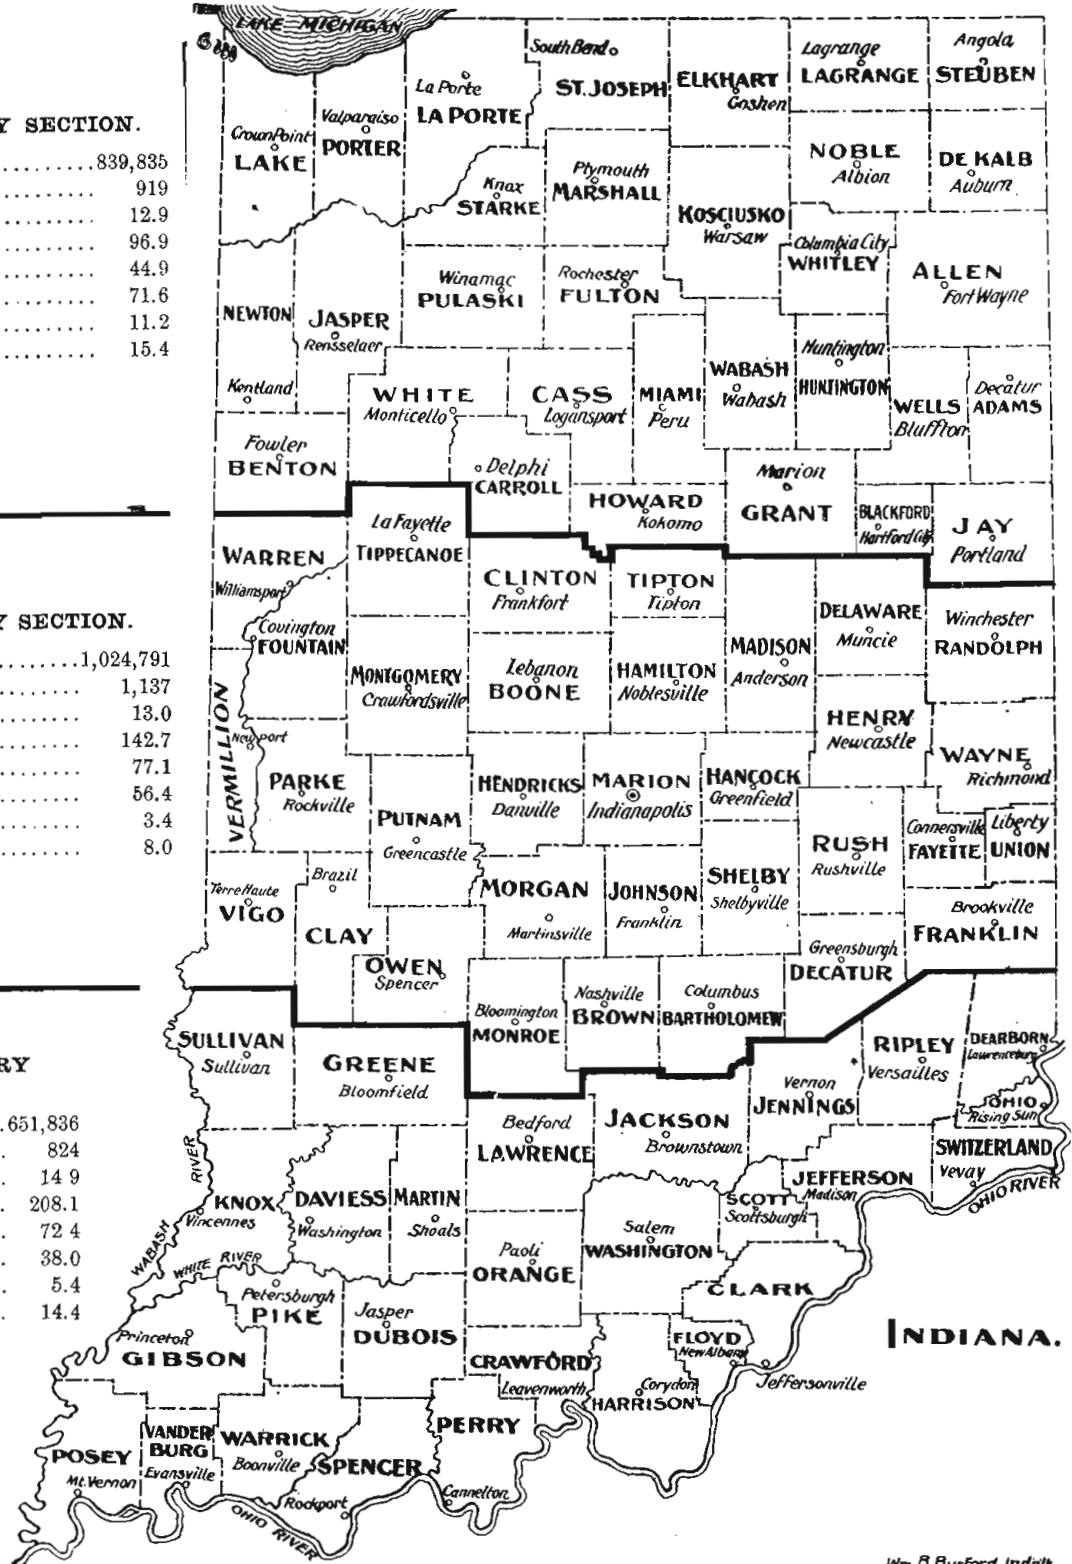 LAKE MICHIGAN
South Bend
Lagrange
Angola
ST. JOSEPH
ELKHART
Goshen
LAGRANGE
STEUBEN
La Porte
LA PORTE
Valparaiso
PORTER
Crown Point
LAKE
Y SECTION.
..........839,835
.......... 919
.......... 12.9
.......... 96.9
.......... 44.9
.......... 71.6
.......... 11.2
.......... 15.4
Knox
STARKE
Plymouth
MARSHALL
KOSCIUSKO
Warsaw
NOBLE
Albion
DE KALB
Auburn
Columbia City
WHITLEY
ALLEN
Fort Wayne
NEWTON
Kentland
JASPER
Rensselaer
Winamac
PULASKI
Rochester
FULTON
WHITE
Monticello
CASS
Logansport
MIAMI
Peru
WABASH
Wabash
Huntington
HUNTINGTON
WELLS
Bluffton
Decatur
ADAMS
Fowler
BENTON
Delphi
CARROLL
HOWARD
Kokomo
Marion
GRANT
BLACKFORD
Hartford City
JAY
Portland
WARREN
Williamsport
La Fayette
TIPPECANOE
CLINTON
Frankfort
TIPTON
Tipton
Covington
FOUNTAIN
MONTGOMERY
Crawfordsville
Lebanon
BOONE
HAMILTON
Noblesville
MADISON
Anderson
DELAWARE
Muncie
Winchester
RANDOLPH
Y SECTION.
..........1,024,791
.......... 1,137
.......... 13.0
.......... 142.7
.......... 77.1
.......... 56.4
.......... 3.4
.......... 8.0
VERMILLION
Newport
PARKE
Rockville
PUTNAM
Greencastle
HENDRICKS
Danville
MARION
Indianapolis
HANCOCK
Greenfield
HENRY
Newcastle
WAYNE
Richmond
RUSH
Rushville
Connersville
FAYETTE
Liberty
UNION
Terre Haute
VIGO
Brazil
CLAY
OWEN
Spencer
MORGAN
Martinsville
JOHNSON
Franklin
SHELBY
Shelbyville
Greensburgh
DECATUR
Brookville
FRANKLIN
SULLIVAN
Sullivan
GREENE
Bloomfield
Bloomington
MONROE
Nashville
BROWN
Columbus
BARTHOLOMEW
Vernon
JENNINGS
RIPLEY
Versailles
DEARBORN
Lawrenceburg
OHIO
Rising Sun
RY
.651,836
. 824
. 14 9
. 208.1
. 72 4
. 38.0
. 5.4
. 14.4
Bedford
LAWRENCE
JACKSON
Brownstown
SWITZERLAND
Vevay
OHIO RIVER
JEFFERSON
Madison
SCOTT
Scottsburgh
KNOX
Vincennes
WABASH RIVER
WHITE RIVER
DAVIESS
Washington
MARTIN
Shoals
Paoli
ORANGE
Salem
WASHINGTON
CLARK
Jeffersonville
INDIANA.
Petersburgh
PIKE
Jasper
DUBOIS
Princeton
GIBSON
CRAWFORD
Leavenworth
FLOYD
New Albany
Corydon
HARRISON
PERRY
Cannelton
POSEY
Mt. Vernon
VANDER
BURG
Evansville
WARRICK
Boonville
SPENCER
Rockport
OHIO RIVER